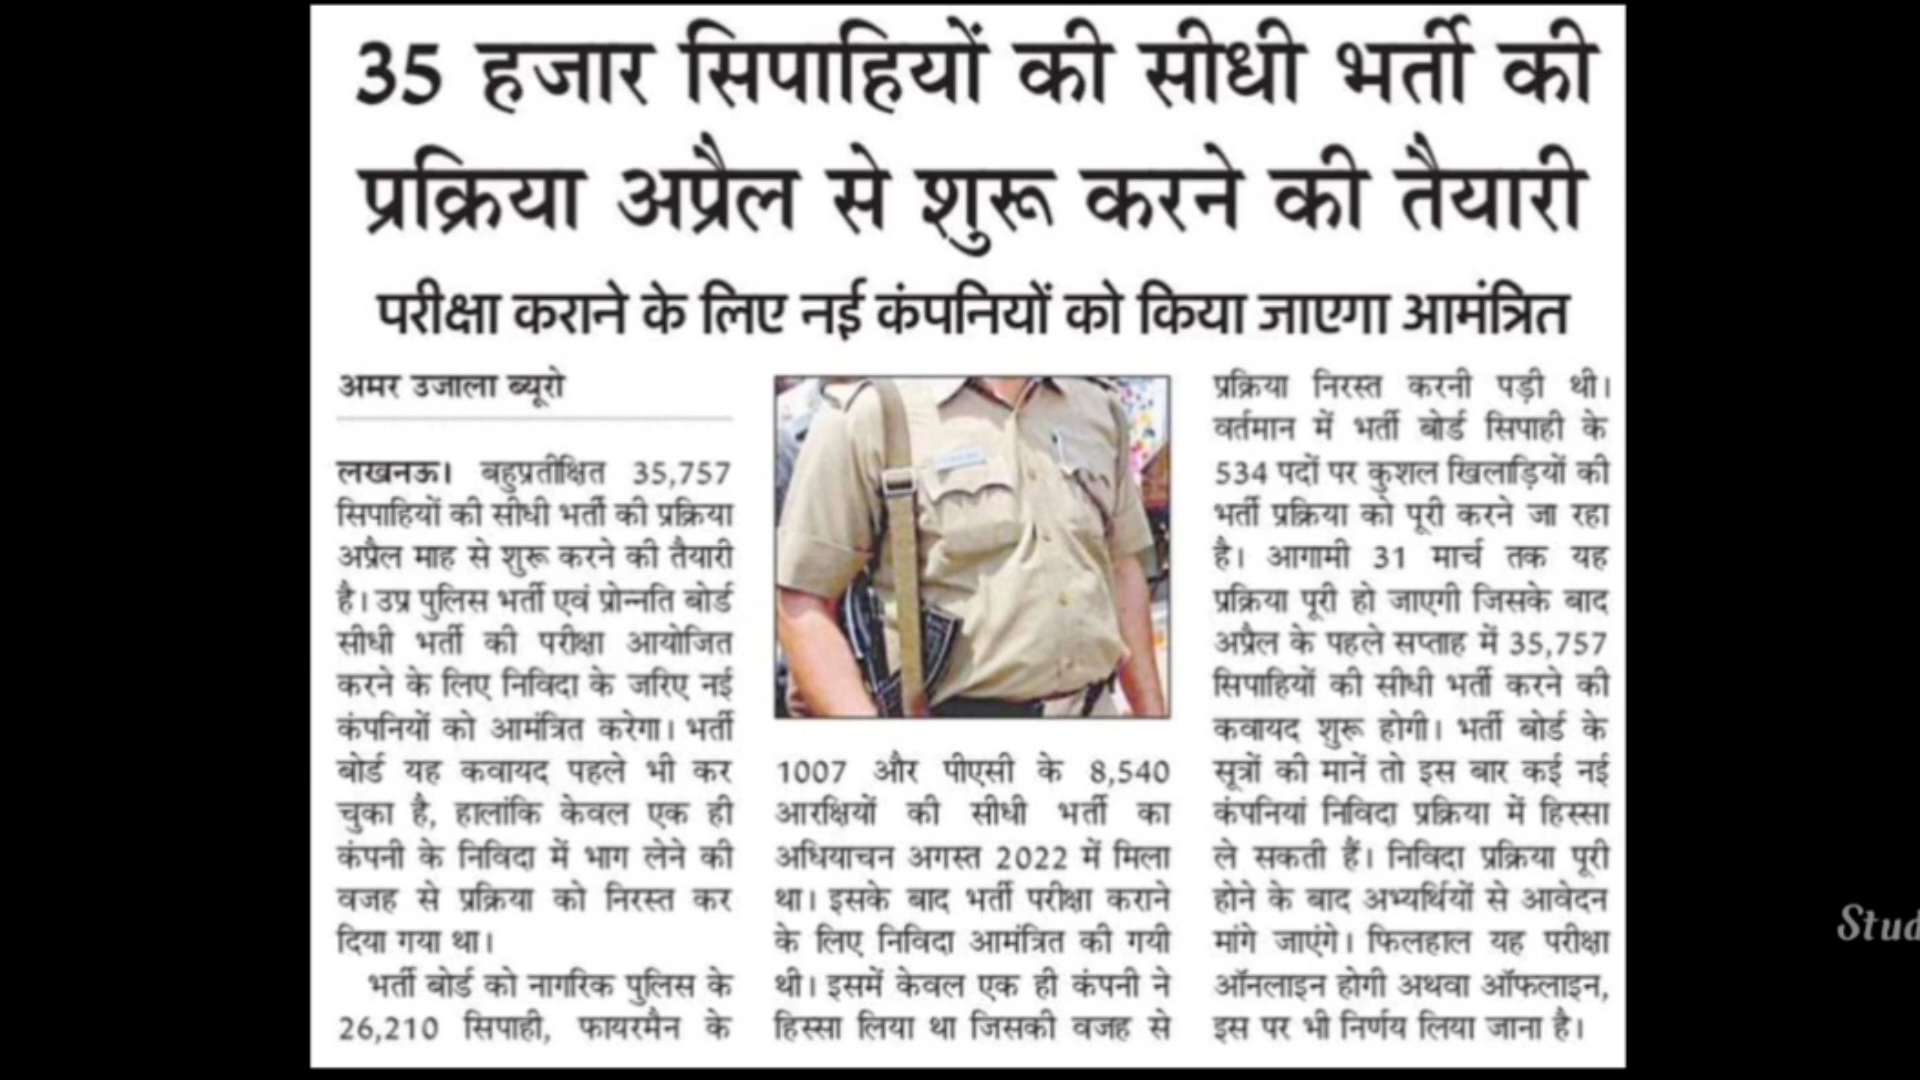 35 हजार सिपाहियों की सीधी भर्ती की
प्रक्रिया अप्रैल से शुरू करने की तैयारी
परीक्षा कराने के लिए नई कंपनियों को किया जाएगा आमंत्रित
अमर उजाला ब्यूरो
लखनऊ। बहुप्रतीक्षित 35,757
सिपाहियों की सीधी भर्ती की प्रक्रिया
अप्रैल माह से शुरू करने की तैयारी
है। उप्र पुलिस भर्ती एवं प्रोन्नति बोर्ड
सीधी भर्ती की परीक्षा आयोजित
करने के लिए निविदा के जरिए नई
कंपनियों को आमंत्रित करेगा। भर्ती
बोर्ड यह कवायद पहले भी कर
चुका है, हालांकि केवल एक ही
कंपनी के निविदा में भाग लेने की
वजह से प्रक्रिया को निरस्त कर
दिया गया था।
भर्ती बोर्ड को नागरिक पुलिस के
26,210 सिपाही, फायरमैन के
1007 और पीएसी के 8,540
आरक्षियों की सीधी भर्ती का
अधियाचन अगस्त 2022 में मिला
था। इसके बाद भर्ती परीक्षा कराने
के लिए निविदा आमंत्रित की गयी
थी। इसमें केवल एक ही कंपनी ने
हिस्सा लिया था जिसकी वजह से
प्रक्रिया निरस्त करनी पड़ी थी।
वर्तमान में भर्ती बोर्ड सिपाही के
534 पदों पर कुशल खिलाड़ियों की
भर्ती प्रक्रिया को पूरी करने जा रहा
है। आगामी 31 मार्च तक यह
प्रक्रिया पूरी हो जाएगी जिसके बाद
अप्रैल के पहले सप्ताह में 35,757
सिपाहियों की सीधी भर्ती करने की
कवायद शुरू होगी। भर्ती बोर्ड के
सूत्रों की मानें तो इस बार कई नई
कंपनियां निविदा प्रक्रिया में हिस्सा
ले सकती हैं। निविदा प्रक्रिया पूरी
होने के बाद अभ्यर्थियों से आवेदन
मांगे जाएंगे। फिलहाल यह परीक्षा
ऑनलाइन होगी अथवा ऑफलाइन,
इस पर भी निर्णय लिया जाना है।
Stud